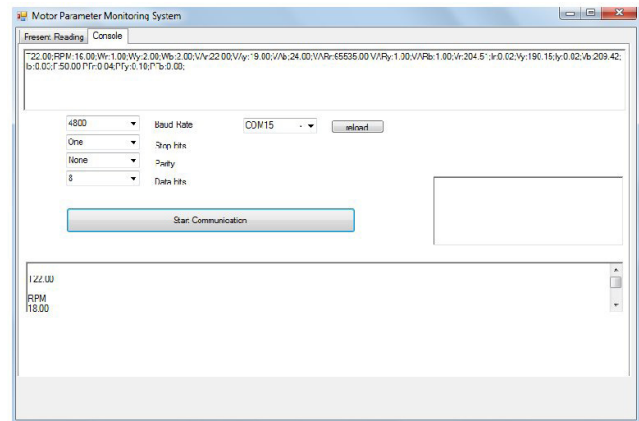 Motor Parameter Monitoring System
Present Reading Console
T22.00;RPM:16.00;Wr:1.00;Wy:2.00;Wb:2.00;VAr:22.00;VAy:19.00;VAb;24.00;VARr:65535.00 VARy:1.00;VARb:1.00;Vr:204.51;Ir:0.02;Vy:190.15;Iy:0.02;Vb:209.42;
Ib:0.03;F:50.00 PFr:0.04;PFy:0.10;PFb:0.08;
4800 Baud Rate COM15 reload
One Stop bits
None Parity
8 Data bits
Start Communication
T22.00
RPM
18.00